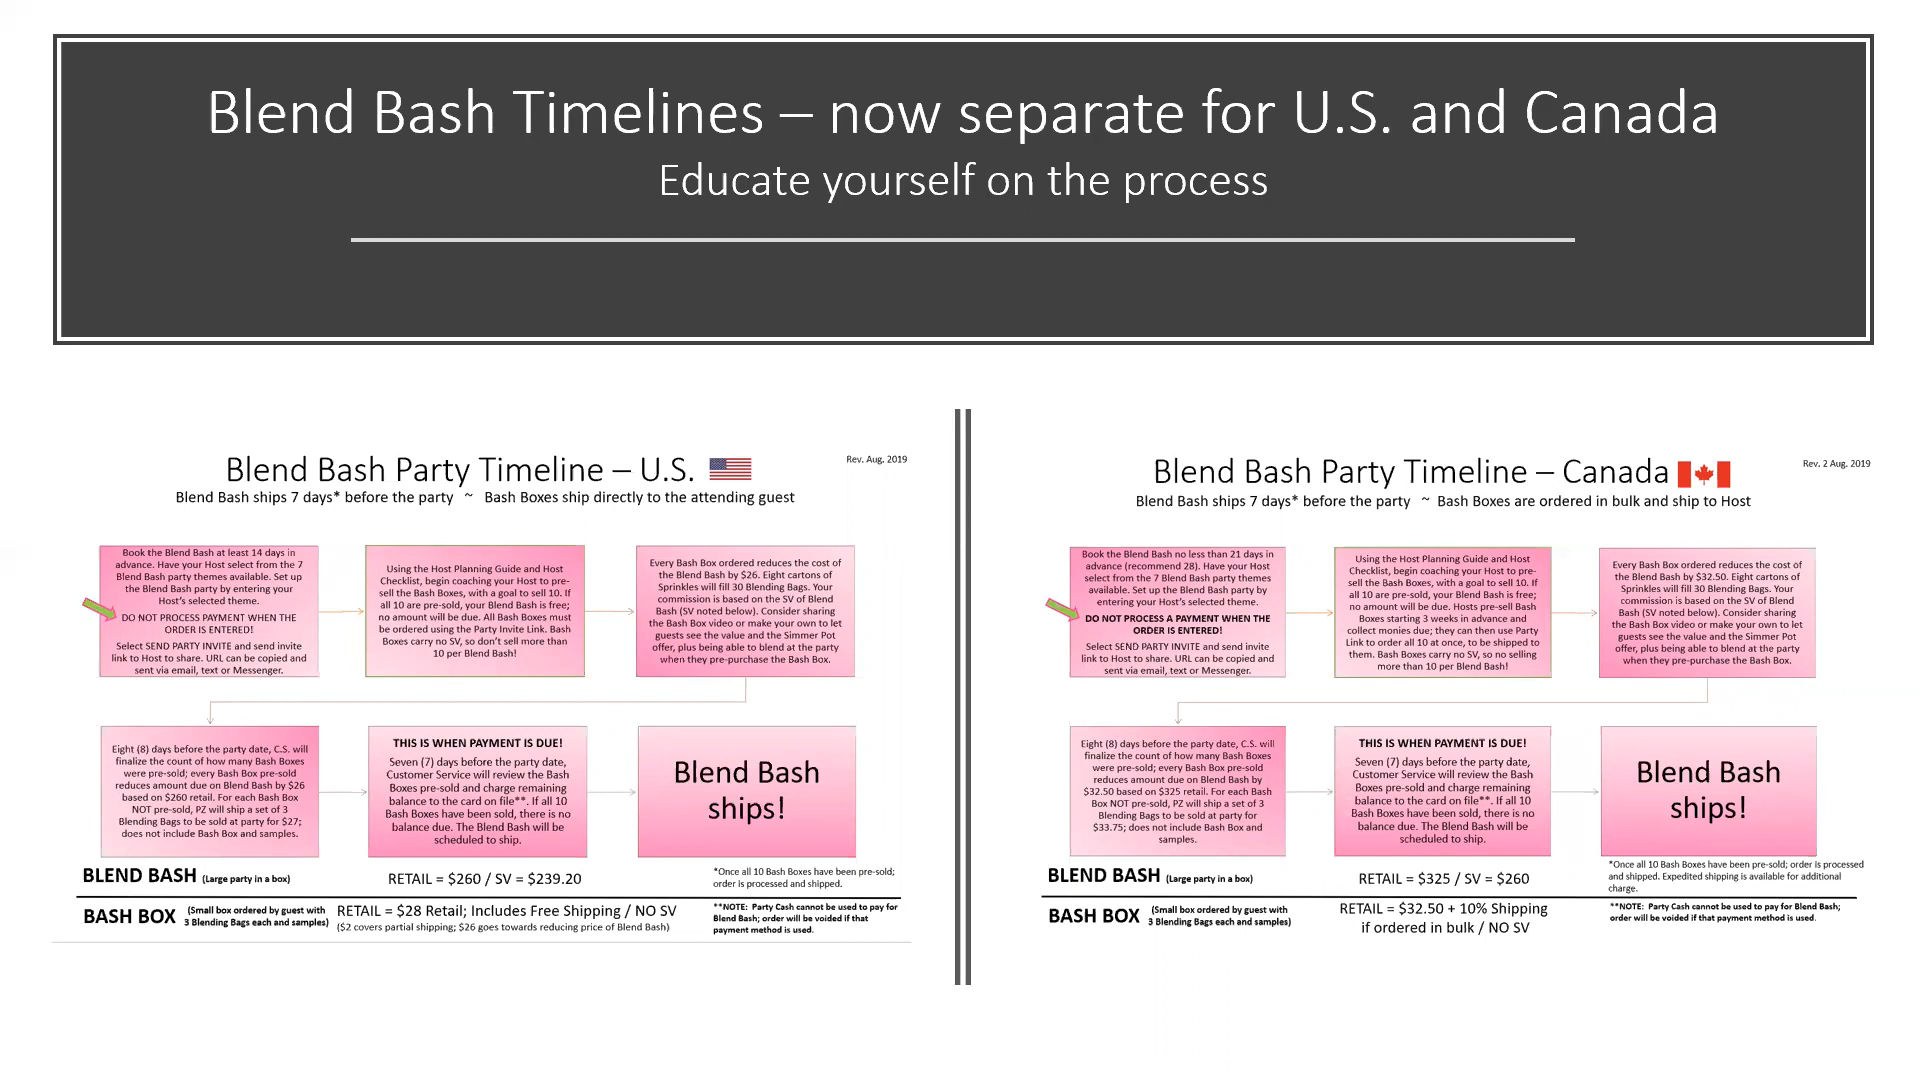 Blend Bash Timelines – now separate for U.S. and Canada
Educate yourself on the process
Blend Bash Party Timeline – U.S.
Rev. Aug. 2019
Blend Bash ships 7 days* before the party ~ Bash Boxes ship directly to the attending guest
Book the Blend Bash at least 14 days in
advance. Have your Host select from the 7
Blend Bash party themes available. Set up
the Blend Bash party by entering your
Host's selected theme.
DO NOT PROCESS PAYMENT WHEN THE
ORDER IS ENTERED!
Select SEND PARTY INVITE and send invite
link to Host to share. URL can be copied and
sent via email, text or Messenger.
Using the Host Planning Guide and Host
Checklist, begin coaching your Host to pre-
sell the Bash Boxes, with a goal to sell 10. If
all 10 are pre-sold, your Blend Bash is free;
no amount will be due. All Bash Boxes must
be ordered using the Party Invite Link. Bash
Boxes carry no SV, so don't sell more than
10 per Blend Bash!
Every Bash Box ordered reduces the cost of
the Blend Bash by $26. Eight cartons of
Sprinkles will fill 30 Blending Bags. Your
commission is based on the SV of Blend
Bash (SV noted below). Consider sharing
the Bash Box video or make your own to let
guests see the value and the Simmer Pot
offer, plus being able to blend at the party
when they pre-purchase the Bash Box.
Eight (8) days before the party date, C.S. will
finalize the count of how many Bash Boxes
were pre-sold; every Bash Box pre-sold
reduces amount due on Blend Bash by $26
based on $260 retail. For each Bash Box
NOT pre-sold, PZ will ship a set of 3
Blending Bags to be sold at party for $27;
does not include Bash Box and samples.
THIS IS WHEN PAYMENT IS DUE!
Seven (7) days before the party date,
Customer Service will review the Bash
Boxes pre-sold and charge remaining
balance to the card on file**. If all 10
Bash Boxes have been sold, there is no
balance due. The Blend Bash will be
scheduled to ship.
Blend Bash
ships!
BLEND BASH (Large party in a box)
RETAIL = $260 / SV = $239.20
*Once all 10 Bash Boxes have been pre-sold;
order is processed and shipped.
BASH BOX (Small box ordered by guest with
3 Blending Bags each and samples)
RETAIL = $28 Retail; Includes Free Shipping / NO SV
($2 covers partial shipping; $26 goes towards reducing price of Blend Bash)
**NOTE: Party Cash cannot be used to pay for
Blend Bash; order will be voided if that
payment method is used.
Blend Bash Party Timeline – Canada
Rev. 2 Aug. 2019
Blend Bash ships 7 days* before the party ~ Bash Boxes are ordered in bulk and ship to Host
Book the Blend Bash no less than 21 days in
advance (recommend 28). Have your Host
select from the 7 Blend Bash party themes
available. Set up the Blend Bash party by
entering your Host's selected theme.
DO NOT PROCESS A PAYMENT WHEN THE
ORDER IS ENTERED!
Select SEND PARTY INVITE and send invite
link to Host to share. URL can be copied and
sent via email, text or Messenger.
Using the Host Planning Guide and Host
Checklist, begin coaching your Host to pre-
sell the Bash Boxes, with a goal to sell 10. If
all 10 are pre-sold, your Blend Bash is free;
no amount will be due. Hosts pre-sell Bash
Boxes starting 3 weeks in advance and
collect monies due; they can then use Party
Link to order all 10 at once, to be shipped to
them. Bash Boxes carry no SV, so no selling
more than 10 per Blend Bash!
Every Bash Box ordered reduces the cost of
the Blend Bash by $32.50. Eight cartons of
Sprinkles will fill 30 Blending Bags. Your
commission is based on the SV of Blend
Bash (SV noted below). Consider sharing
the Bash Box video or make your own to let
guests see the value and the Simmer Pot
offer, plus being able to blend at the party
when they pre-purchase the Bash Box.
Eight (8) days before the party date, C.S. will
finalize the count of how many Bash Boxes
were pre-sold; every Bash Box pre-sold
reduces amount due on Blend Bash by
$32.50 based on $325 retail. For each Bash
Box NOT pre-sold, PZ will ship a set of 3
Blending Bags to be sold at party for
$33.75; does not include Bash Box and
samples.
THIS IS WHEN PAYMENT IS DUE!
Seven (7) days before the party date,
Customer Service will review the Bash
Boxes pre-sold and charge remaining
balance to the card on file**. If all 10
Bash Boxes have been sold, there is no
balance due. The Blend Bash will be
scheduled to ship.
Blend Bash
ships!
BLEND BASH (Large party in a box)
RETAIL = $325 / SV = $260
*Once all 10 Bash Boxes have been pre-sold; order is processed
and shipped. Expedited shipping is available for additional
charge.
BASH BOX (Small box ordered by guest with
3 Blending Bags each and samples)
RETAIL = $32.50 + 10% Shipping
if ordered in bulk / NO SV
**NOTE: Party Cash cannot be used to pay for Blend Bash;
order will be voided if that payment method is used.